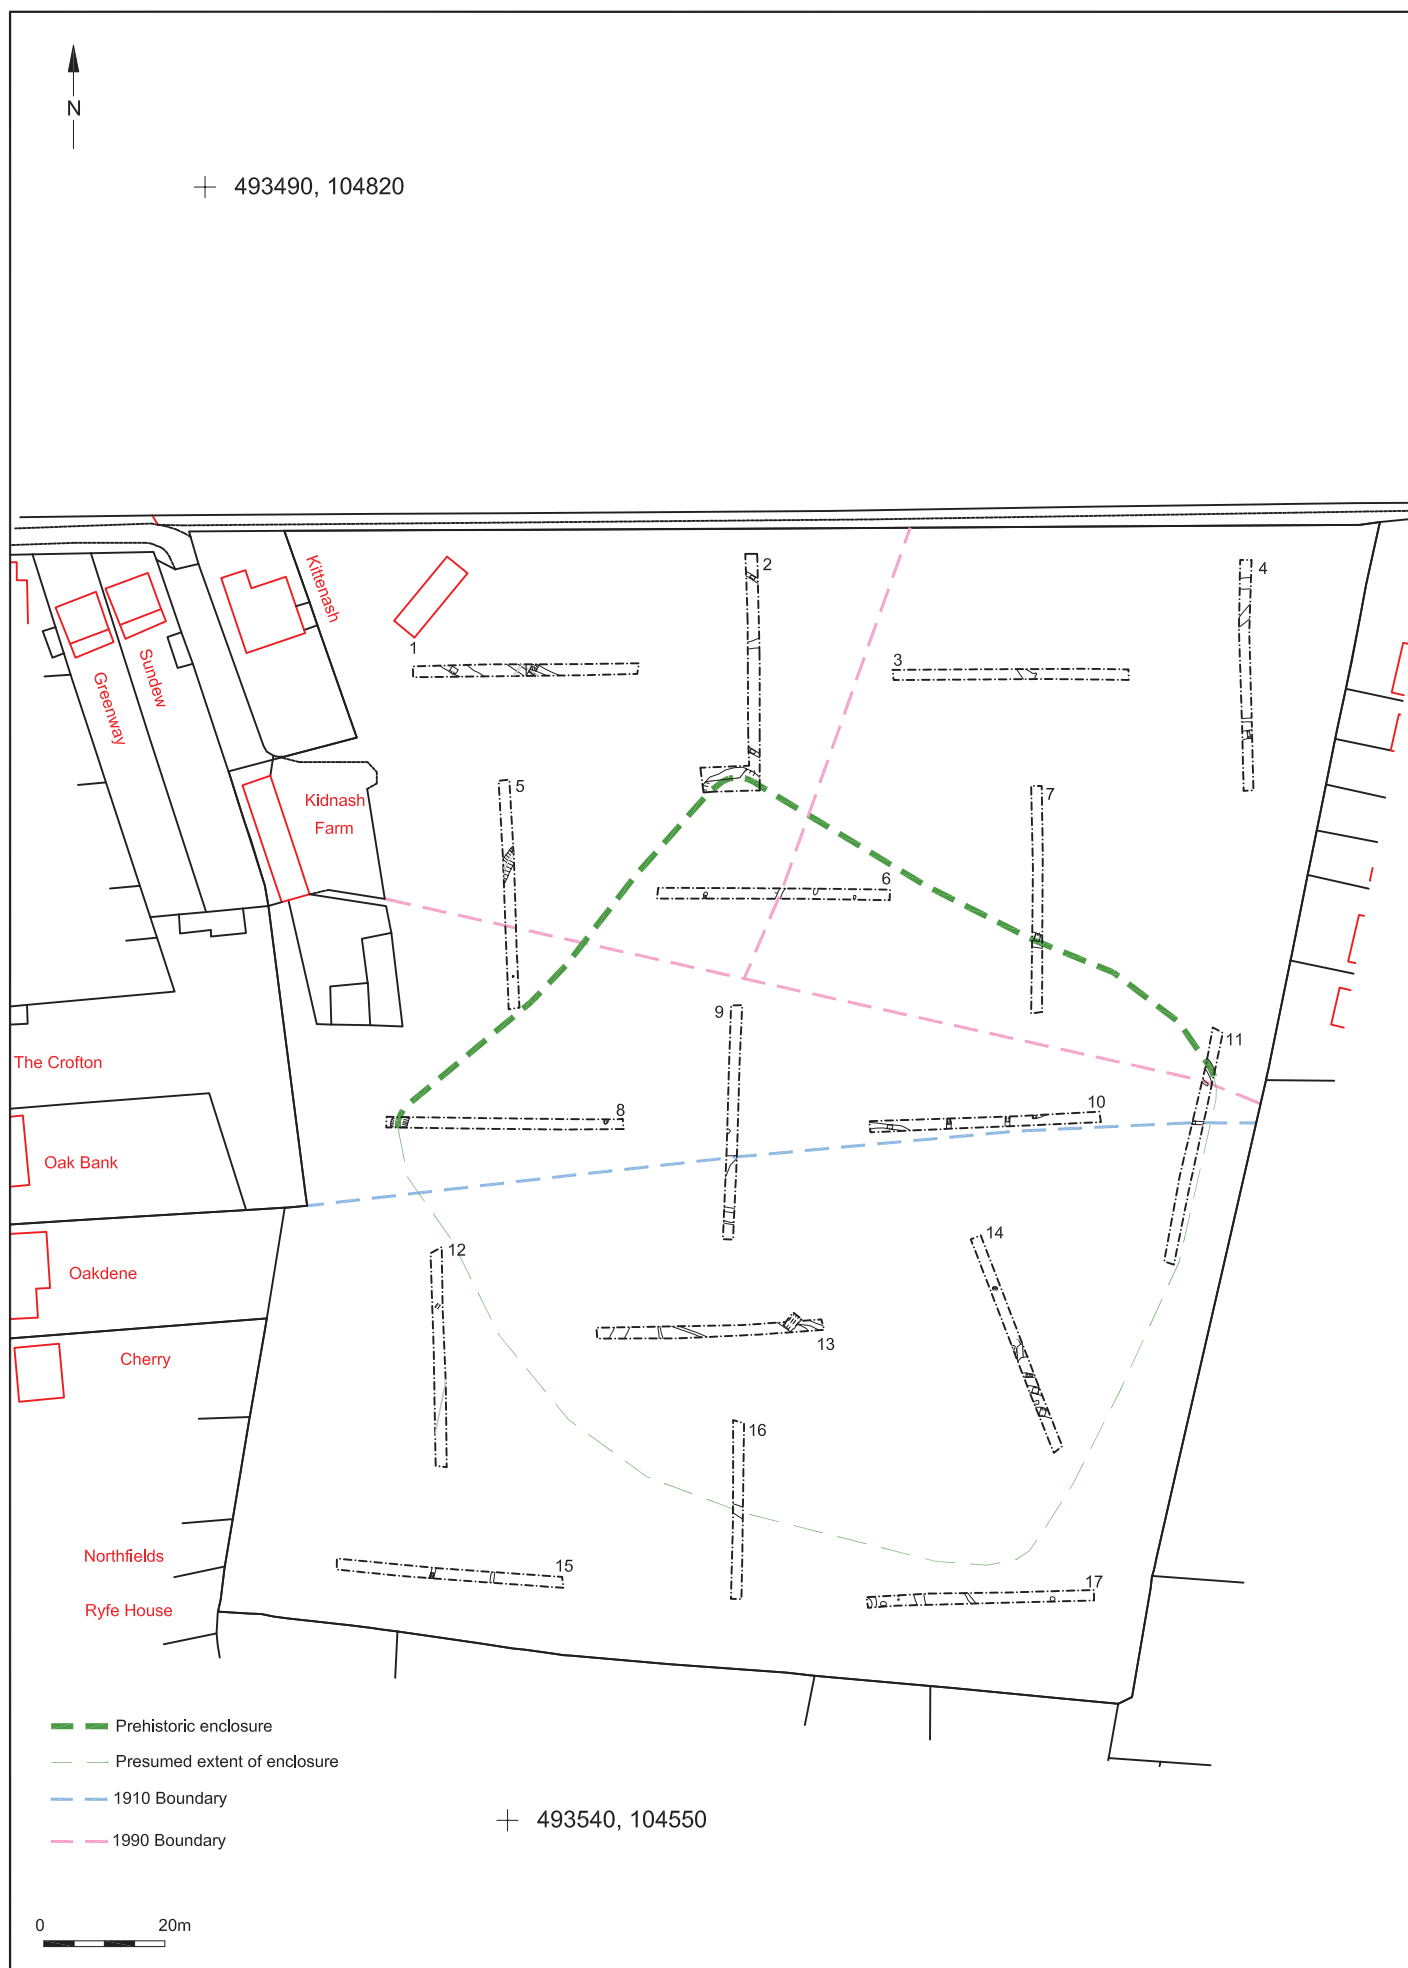 N
493490, 104820
Kittenash
Sundew
Greenway
1
2
3
4
5
Kidnash
Farm
6
7
8
9
10
11
The Crofton
Oak Bank
Oakdene
Cherry
12
13
14
15
16
17
Northfields
Ryfe House
Prehistoric enclosure
Presumed extent of enclosure
1910 Boundary
1990 Boundary
493540, 104550
0 20m